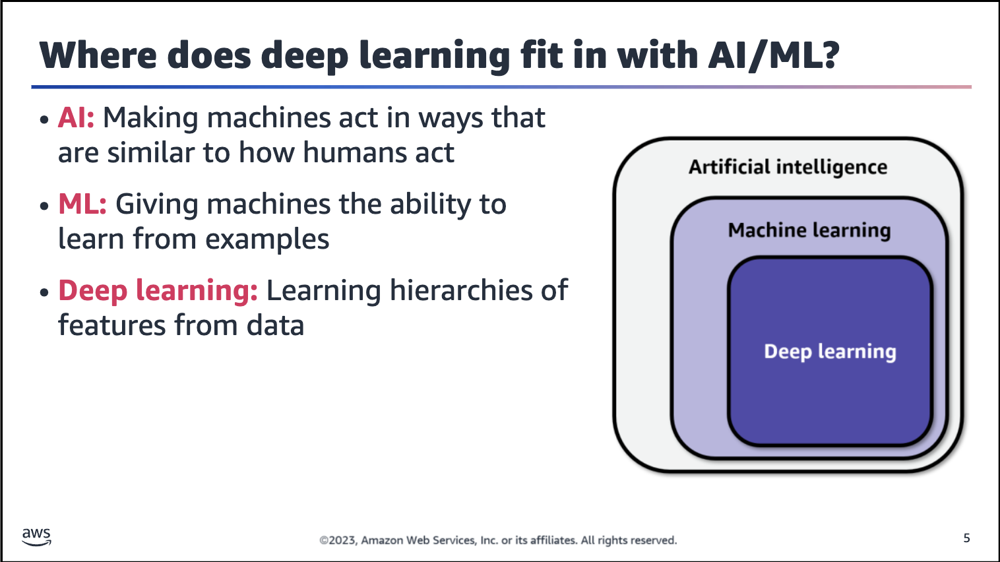 Where does deep learning fit in with AI/ML?
• AI: Making machines act in ways that
are similar to how humans act
• ML: Giving machines the ability to
learn from examples
• Deep learning: Learning hierarchies of
features from data
Artificial intelligence
Machine learning
Deep learning
aws
©2023, Amazon Web Services, Inc. or its affiliates. All rights reserved.
5